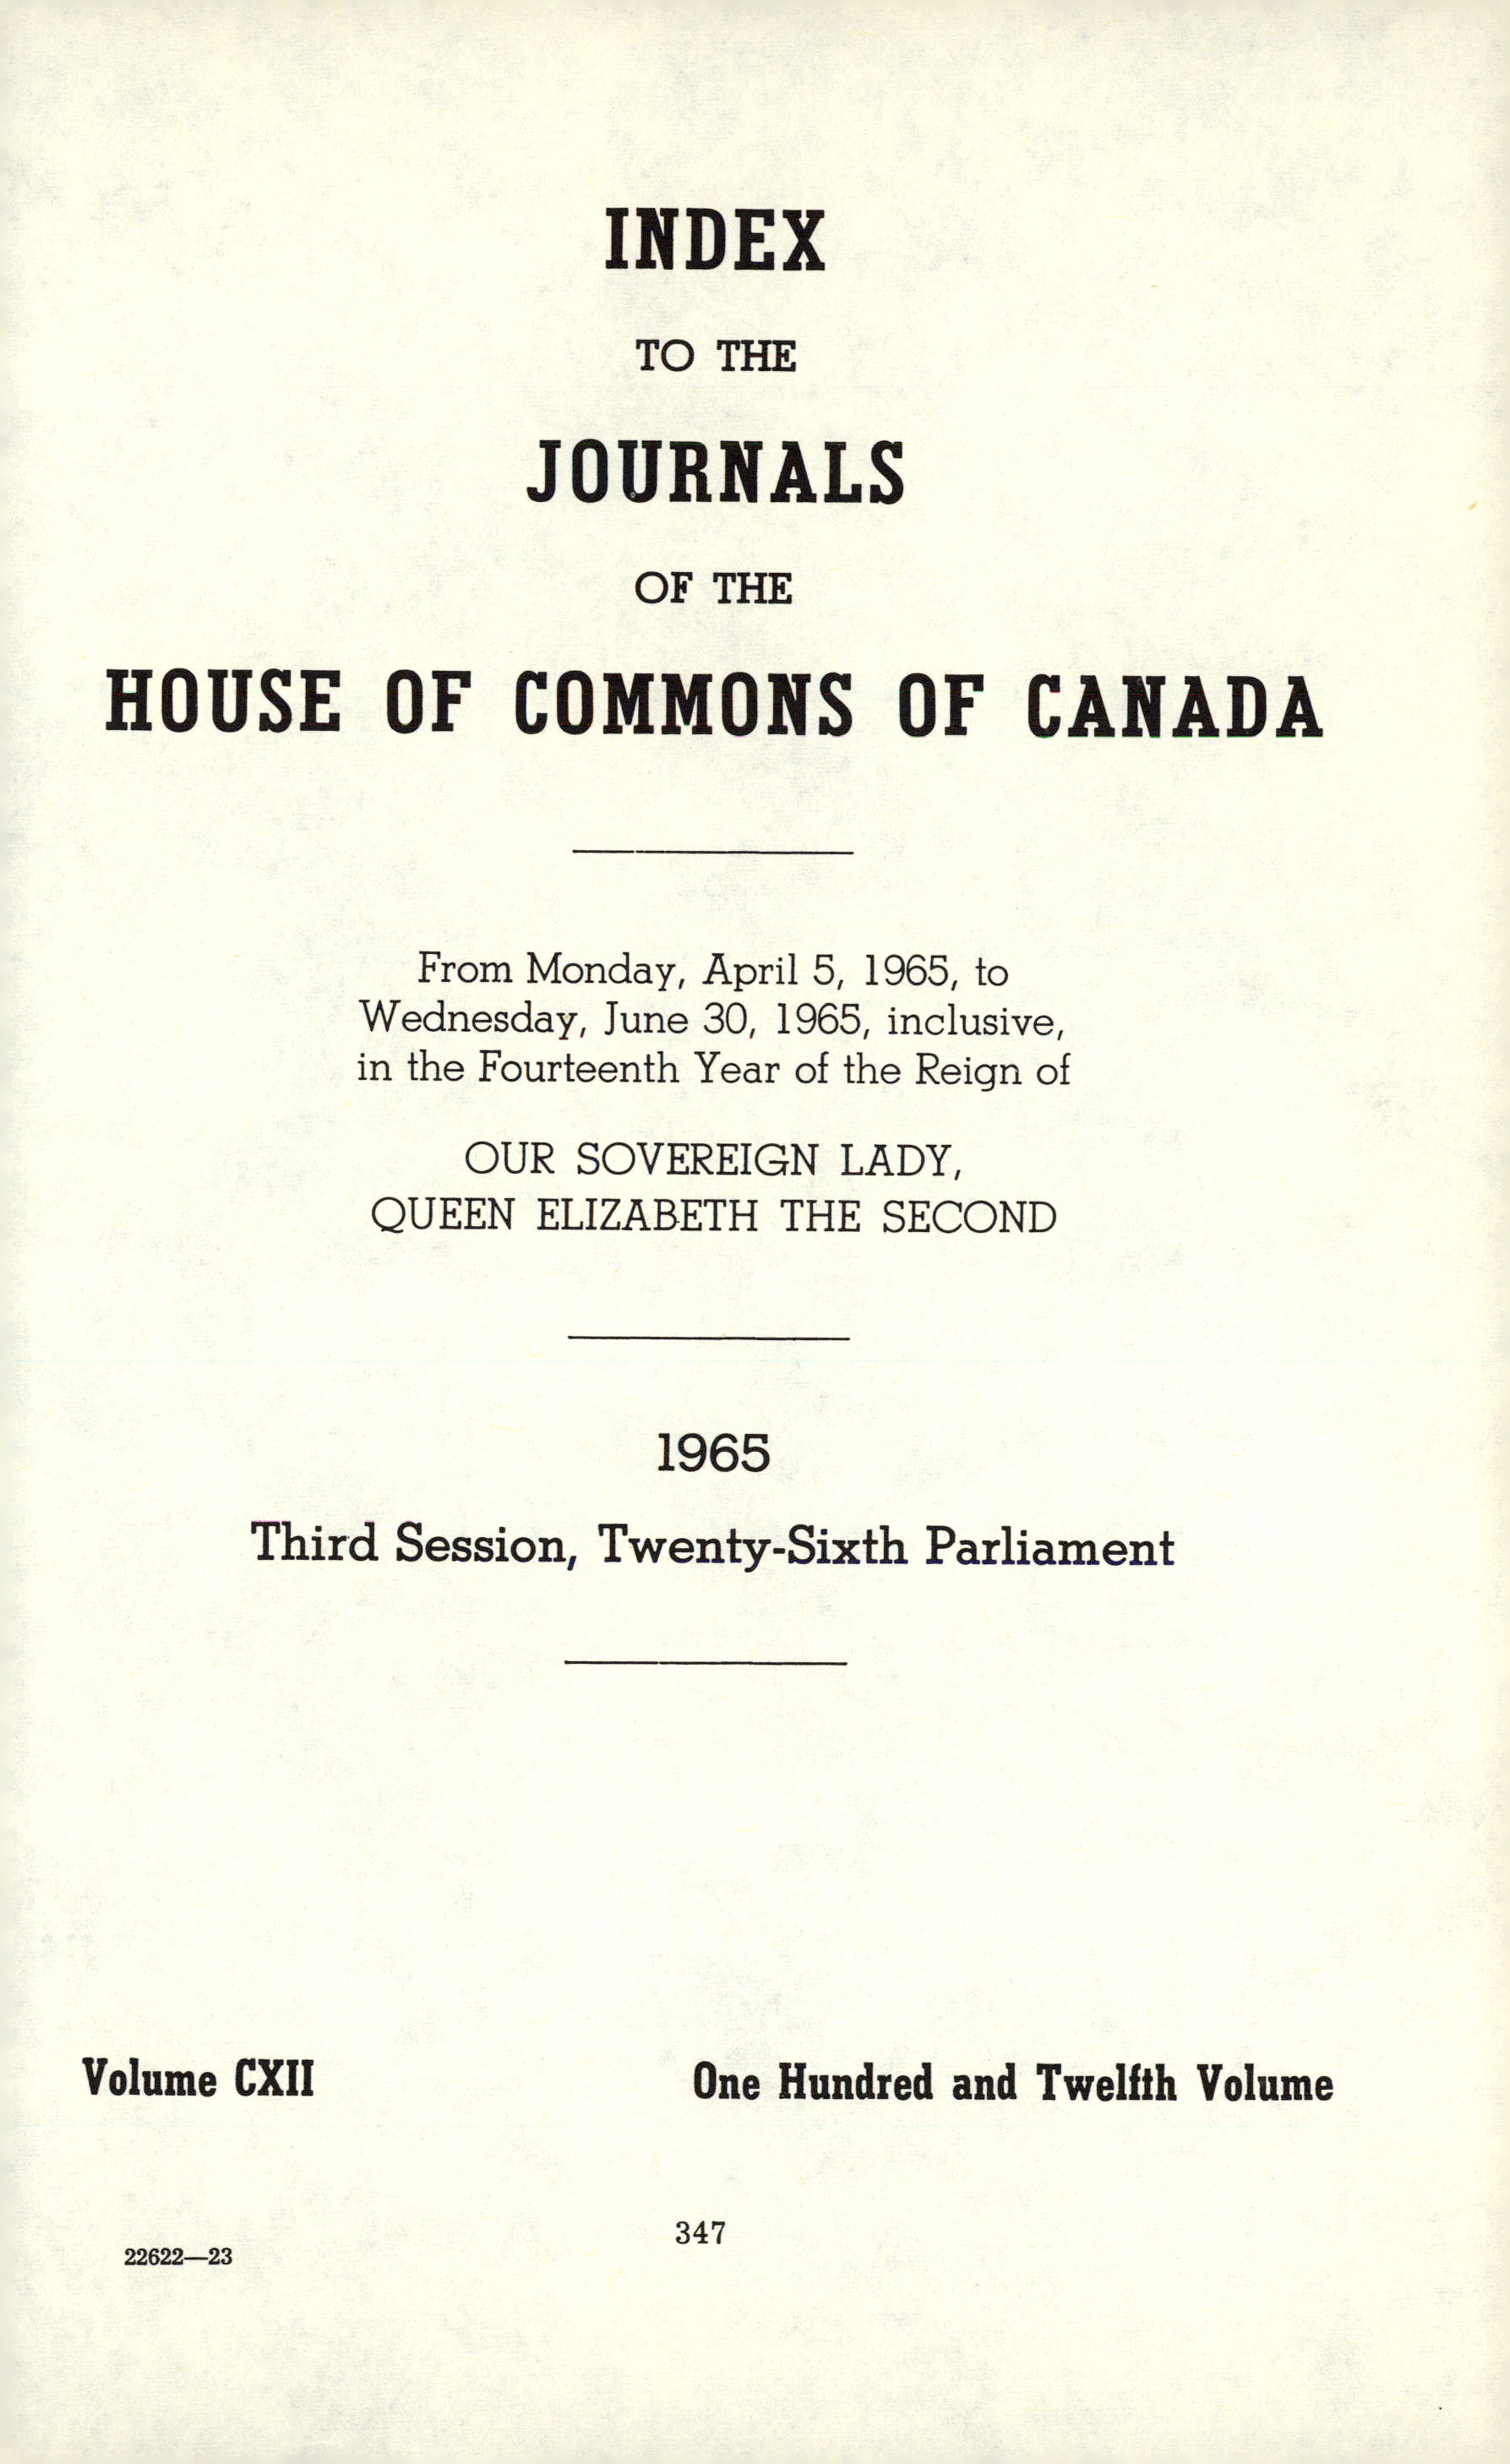 INDEX
TO THE
JOURNALS
OF THE
HOUSE OF COMMONS OF CANADA
From Monday, April 5, 1965, to
Wednesday, June 30, 1965, inclusive,
in the Fourteenth Year of the Reign of
OUR SOVEREIGN LADY,
QUEEN ELIZABETH THE SECOND
1965
Third Session, Twenty-Sixth Parliament
Volume CXII One Hundred and Twelfth Volume
347
22622—23